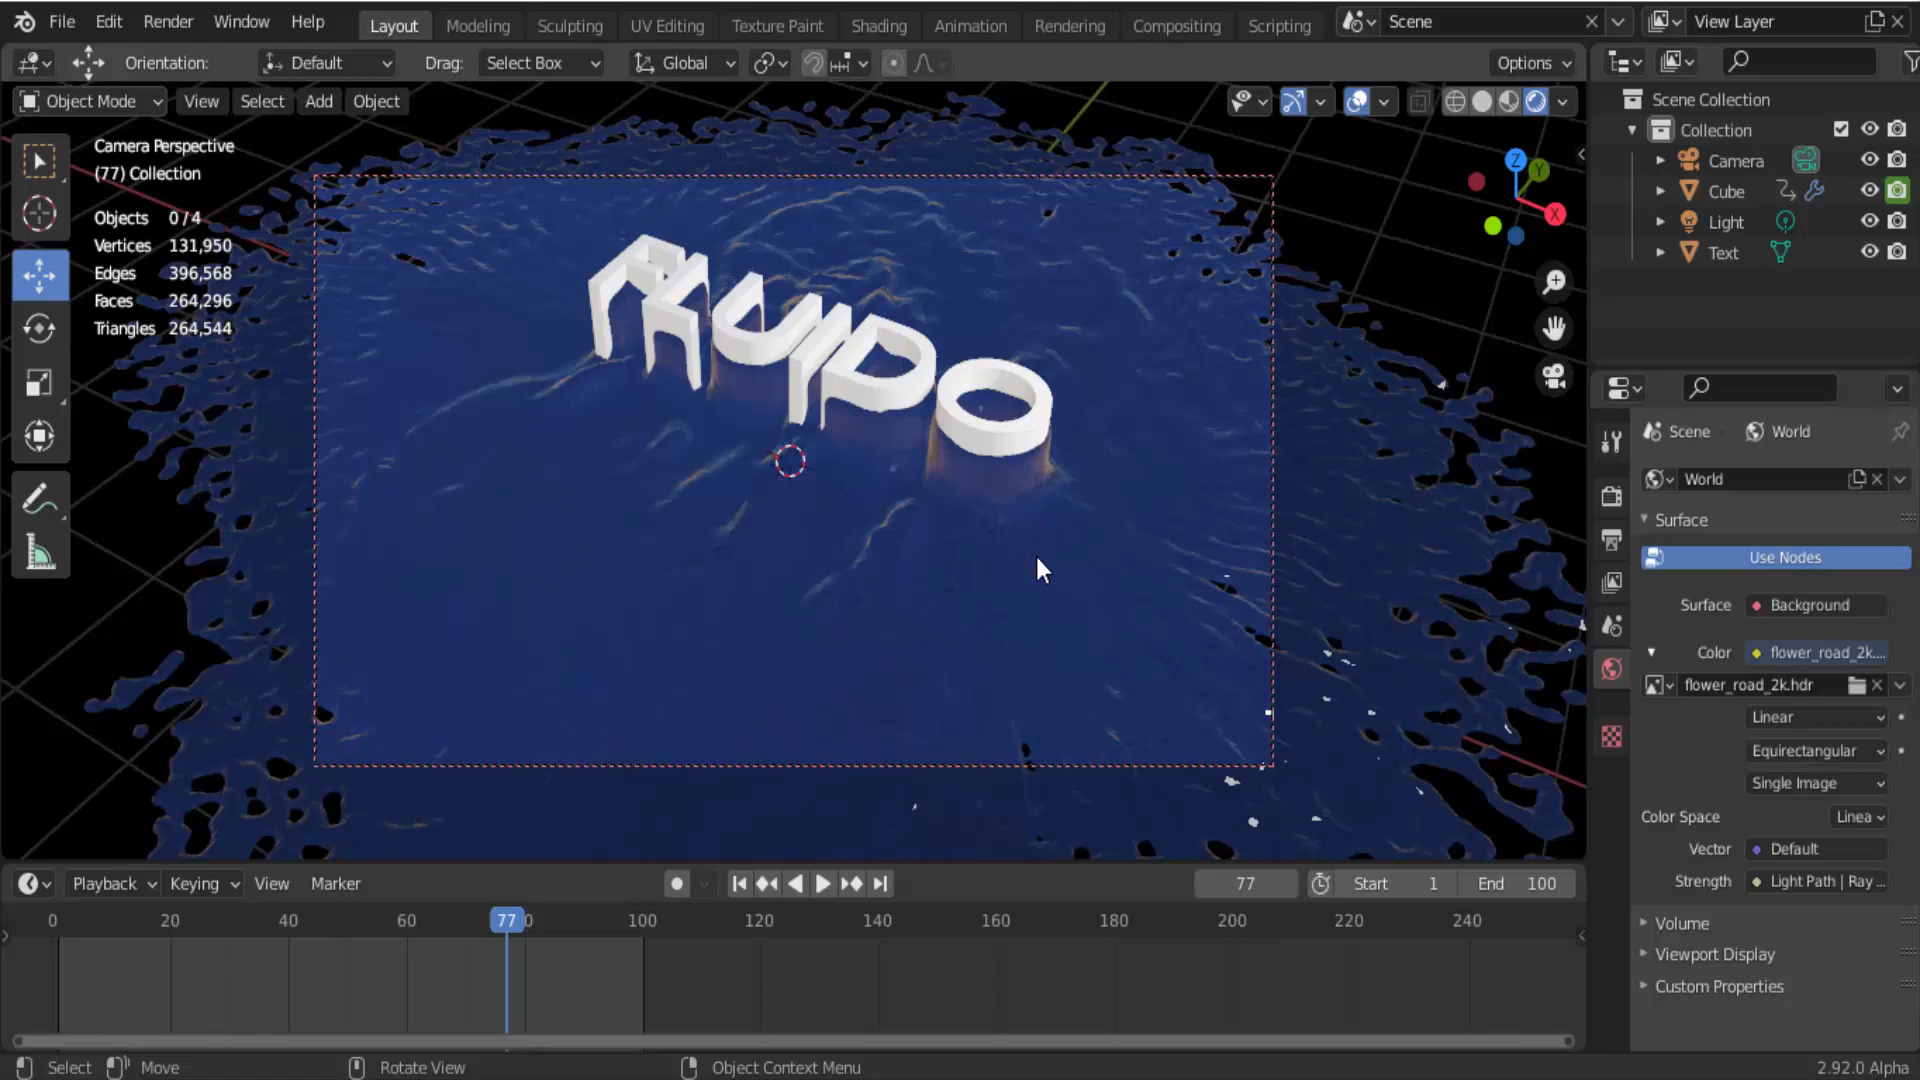 File Edit Render Window Help Layout Modeling Sculpting UV Editing Texture Paint Shading Animation Rendering Compositing Scripting Scene View Layer
Orientation: Default Drag: Select Box Global Options
Object Mode View Select Add Object
Camera Perspective
(77) Collection
Objects 0/4
Vertices 131,950
Edges 396,568
Faces 264,296
Triangles 264,544
FLUIDO
Z
Y
X
Scene Collection
Collection
Camera
Cube
Light
Text
Scene World
World
Surface
Use Nodes
Surface Background
Color flower_road_2k....
flower_road_2k.hdr
Linear
Equirectangular
Single Image
Color Space Linea
Vector Default
Strength Light Path | Ray ...
Volume
Viewport Display
Custom Properties
Playback Keying View Marker 77 Start 1 End 100
0 20 40 60 77 0 100 120 140 160 180 200 220 240
Select Move Rotate View Object Context Menu 2.92.0 Alpha